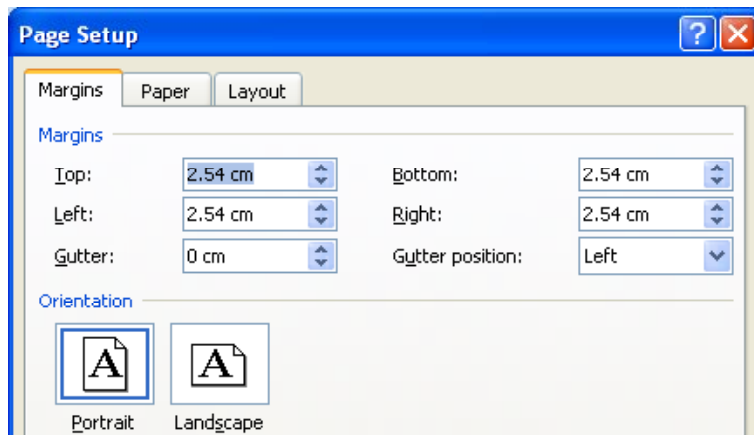 Page Setup
Margins Paper Layout
Margins
Top: 2.54 cm Bottom: 2.54 cm
Left: 2.54 cm Right: 2.54 cm
Gutter: 0 cm Gutter position: Left
Orientation
A A
Portrait Landscape